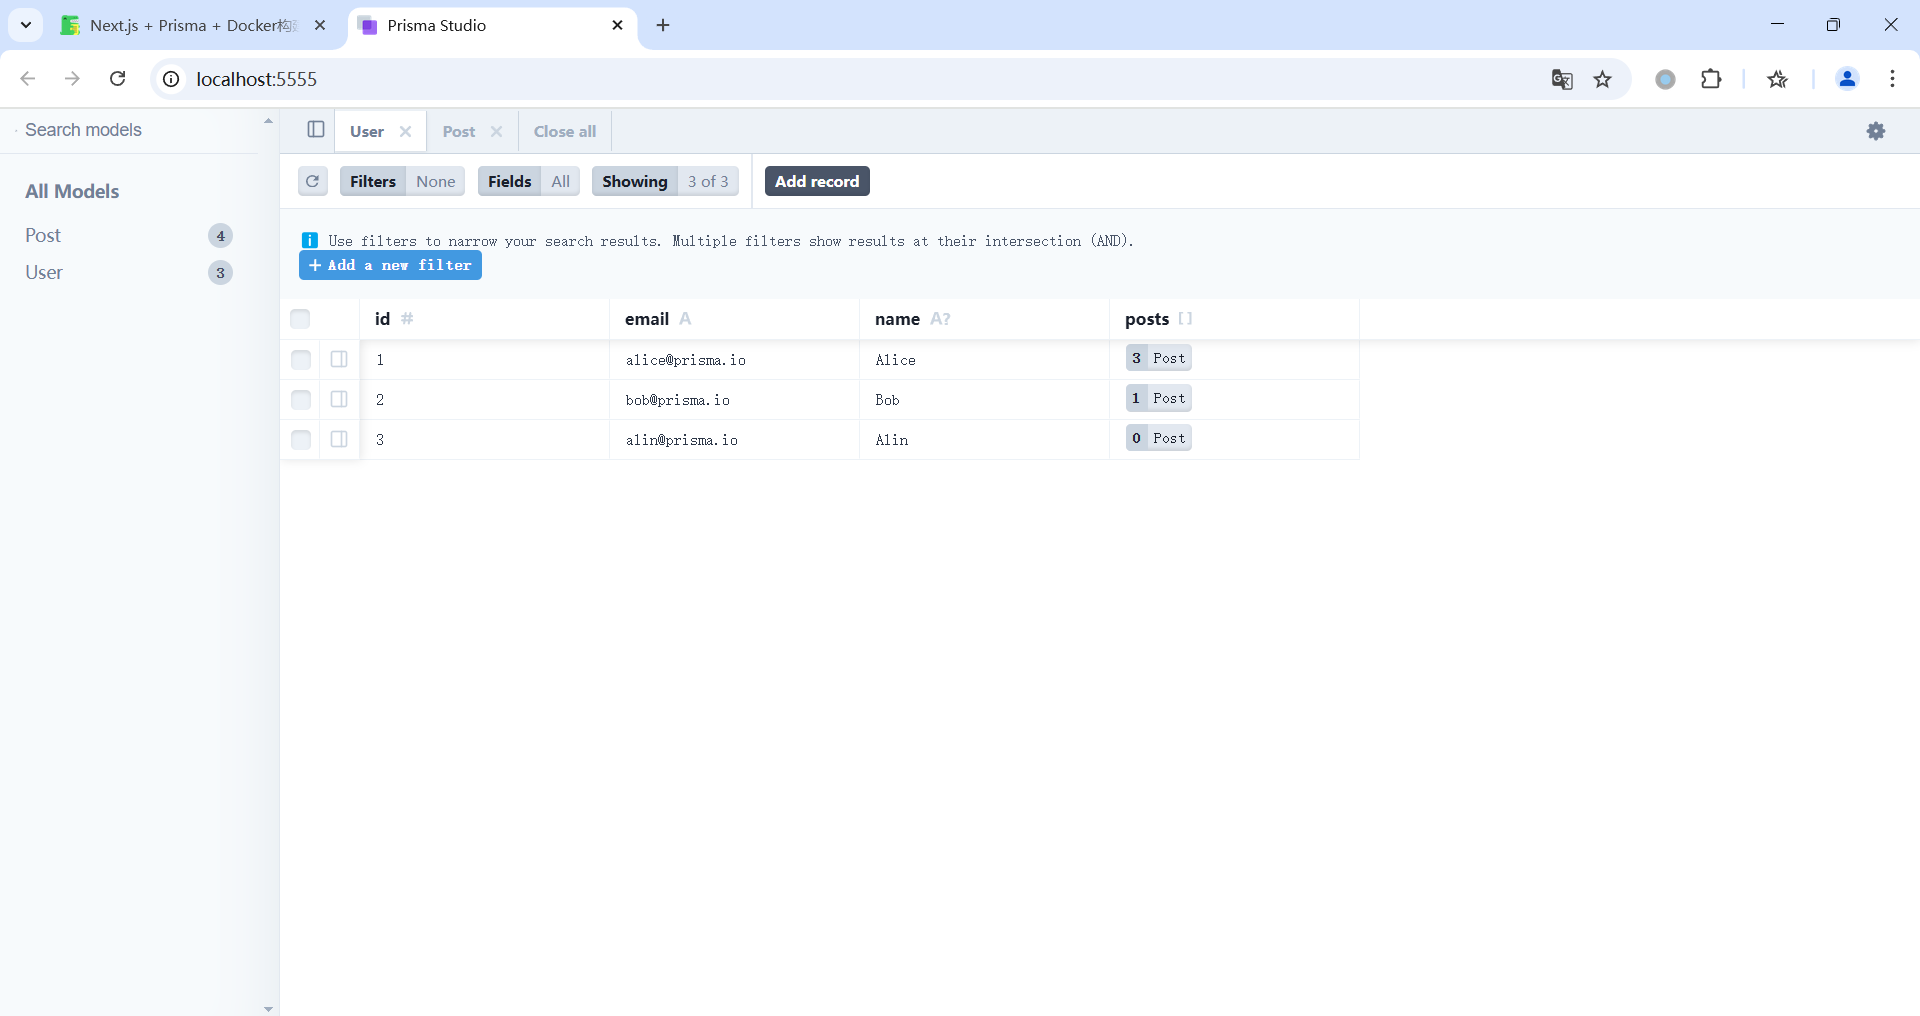 Next.js + Prisma + Docker构
Prisma Studio
localhost:5555
Search models
User
Post
Close all
Filters None
Fields All
Showing 3 of 3
Add record
All Models
Post 4
User 3
Use filters to narrow your search results. Multiple filters show results at their intersection (AND).
+ Add a new filter
id # email A name A? posts []
1 alice@prisma.io Alice 3 Post
2 bob@prisma.io Bob 1 Post
3 alin@prisma.io Alin 0 Post